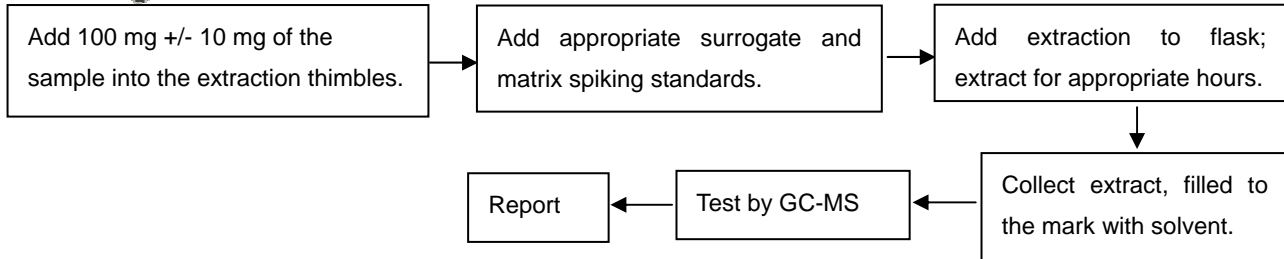 Add 100 mg +/- 10 mg of the
sample into the extraction thimbles.
Add appropriate surrogate and
matrix spiking standards.
Add extraction to flask;
extract for appropriate hours.
Collect extract, filled to
the mark with solvent.
Test by GC-MS
Report